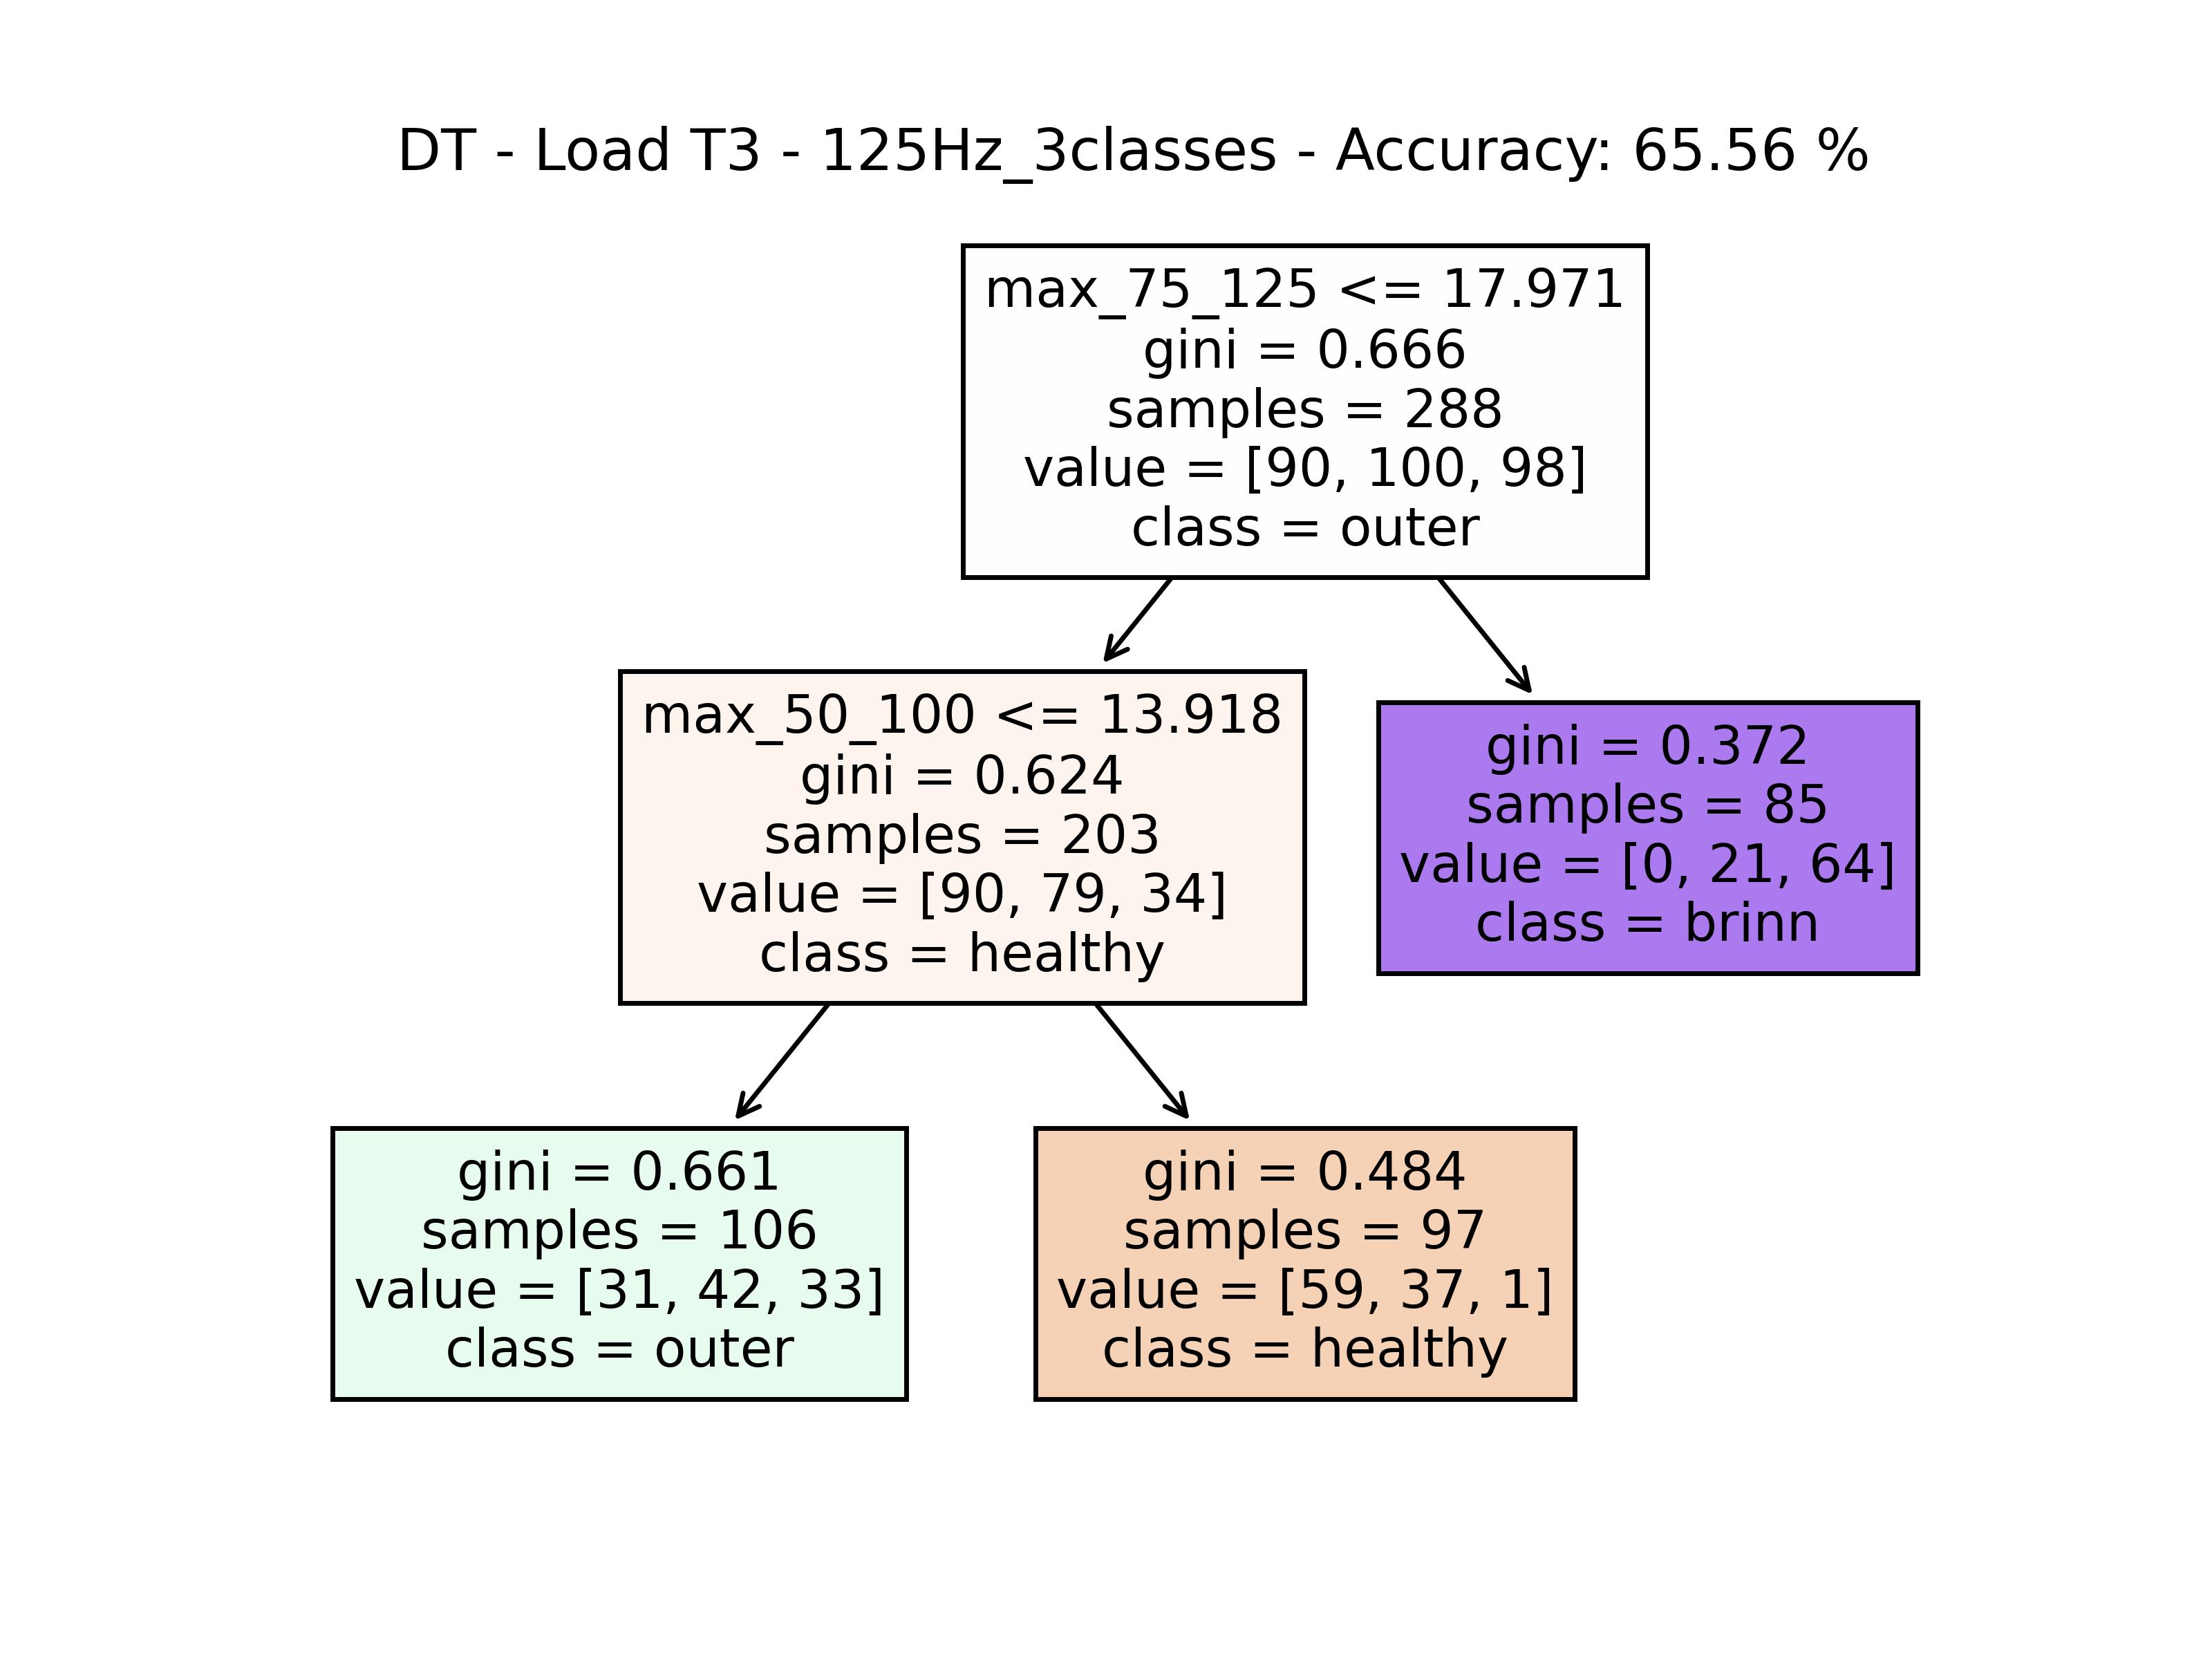 DT - Load T3 - 125Hz_3classes - Accuracy: 65.56 %
max_75_125 <= 17.971
gini = 0.666
samples = 288
value = [90, 100, 98]
class = outer
max_50_100 <= 13.918
gini = 0.624
samples = 203
value = [90, 79, 34]
class = healthy
gini = 0.372
samples = 85
value = [0, 21, 64]
class = brinn
gini = 0.661
samples = 106
value = [31, 42, 33]
class = outer
gini = 0.484
samples = 97
value = [59, 37, 1]
class = healthy